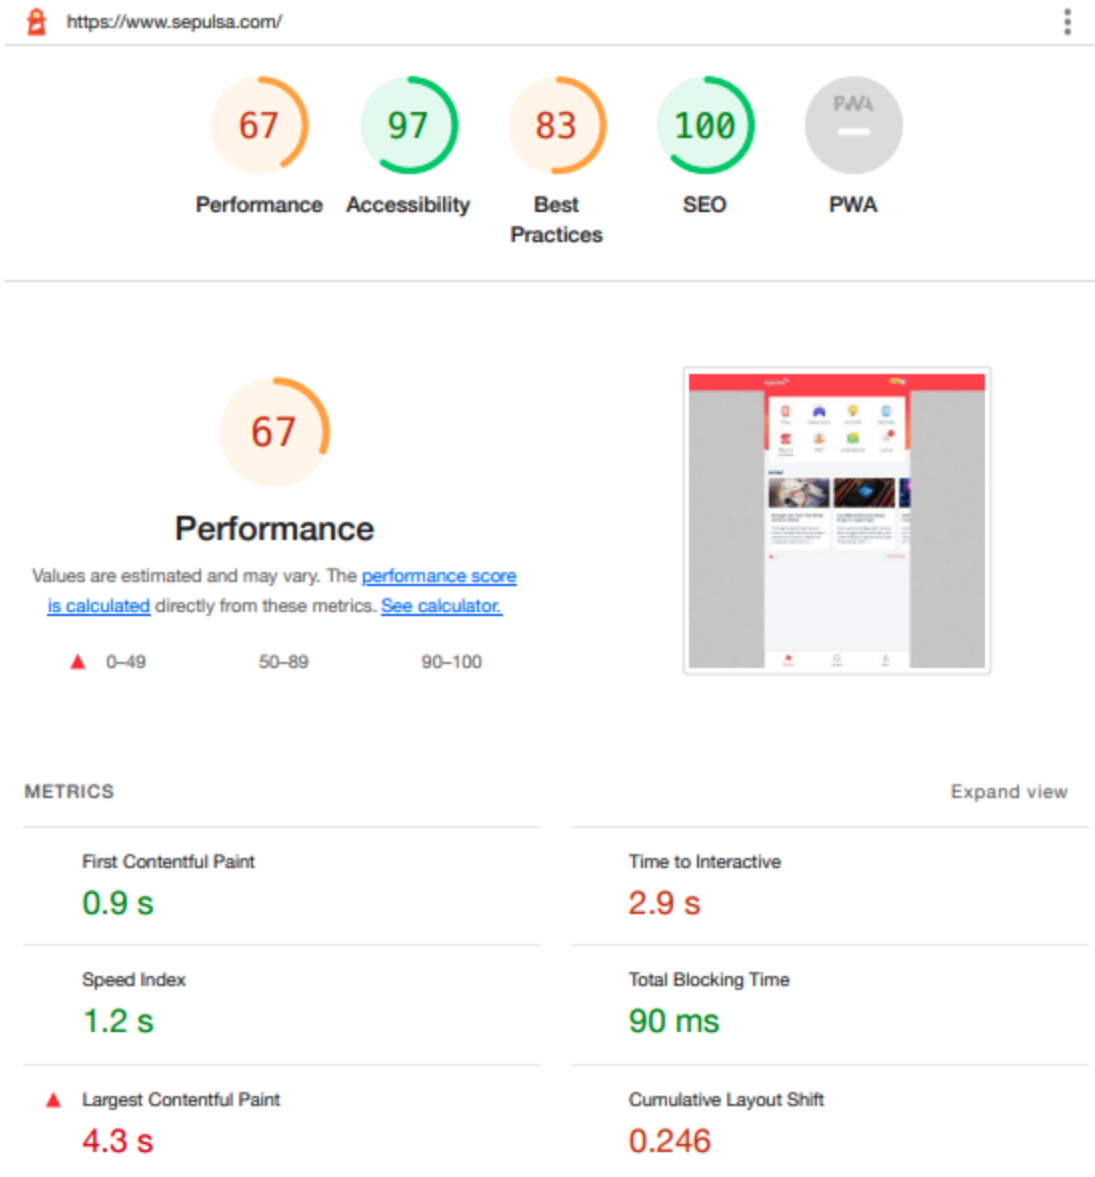 https://www.sepulsa.com/
67
97
83
100
PWA
Performance
Accessibility
Best
Practices
SEO
PWA
67
Performance
Values are estimated and may vary. The performance score
is calculated directly from these metrics. See calculator.
0–49
50–89
90–100
sepulsa
METRICS
Expand view
First Contentful Paint
0.9 s
Time to Interactive
2.9 s
Speed Index
1.2 s
Total Blocking Time
90 ms
Largest Contentful Paint
4.3 s
Cumulative Layout Shift
0.246